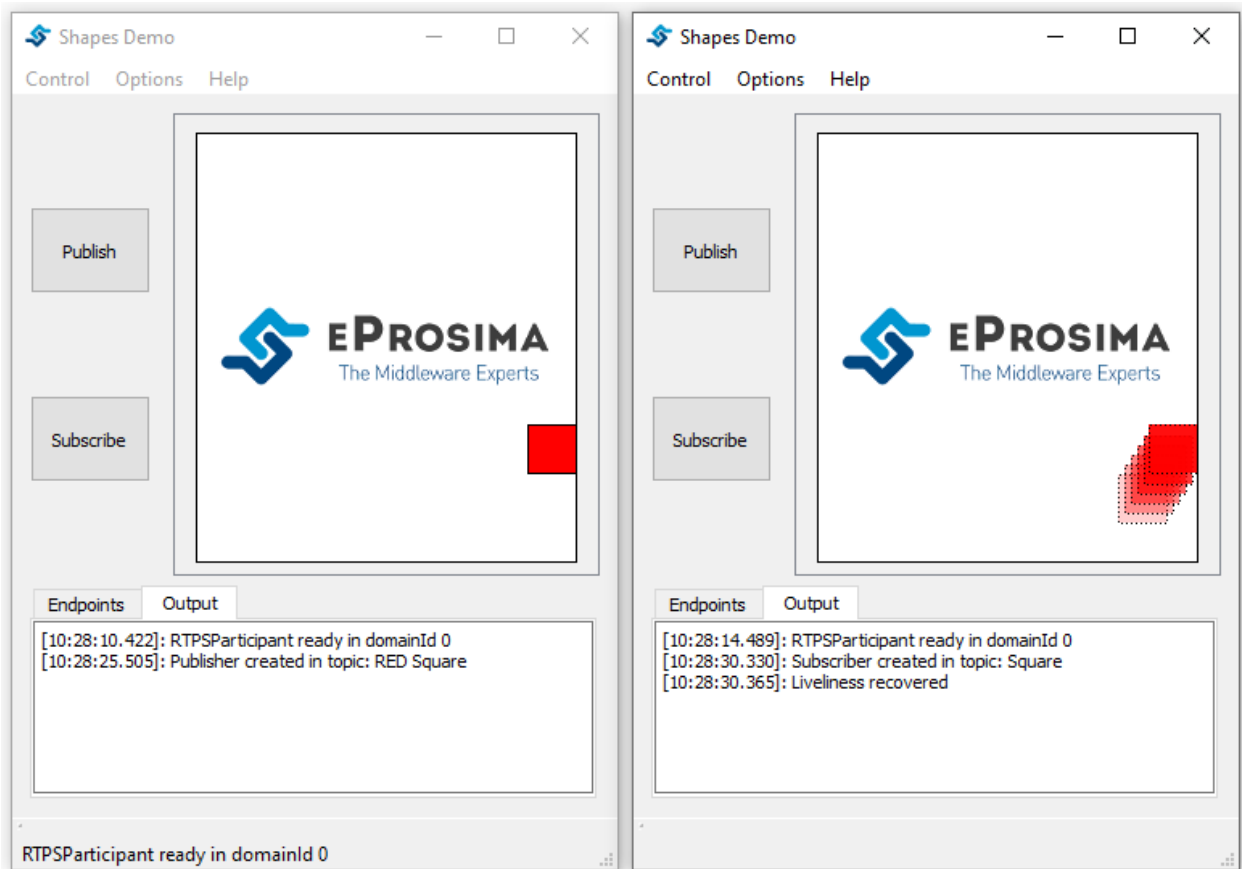 Shapes Demo
Control Options Help
Publish
EPROSIMA
The Middleware Experts
Subscribe
Endpoints Output
[10:28:10.422]: RTPSParticipant ready in domainId 0
[10:28:25.505]: Publisher created in topic: RED Square
RTPSParticipant ready in domainId 0
Shapes Demo
Control Options Help
Publish
EPROSIMA
The Middleware Experts
Subscribe
Endpoints Output
[10:28:14.489]: RTPSParticipant ready in domainId 0
[10:28:30.330]: Subscriber created in topic: Square
[10:28:30.365]: Liveliness recovered